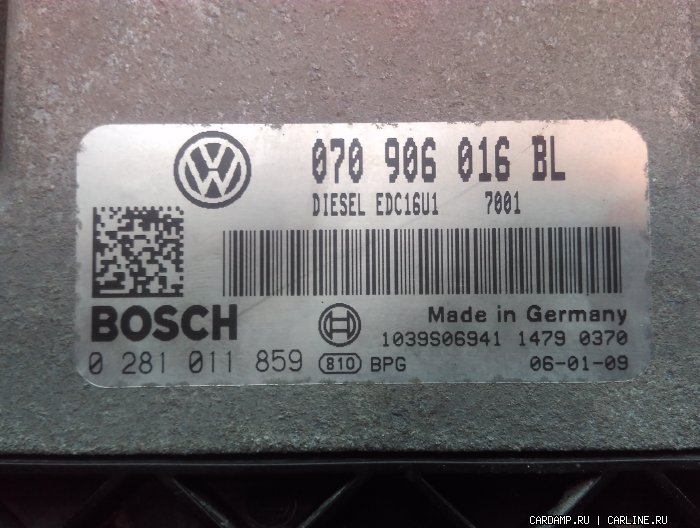 070 906 016 BL
DIESEL EDC16U1 7001
BOSCH
Made in Germany
1039S06941 1479 0370
0 281 011 859 810 BPG 06-01-09
CARDAMP.RU | CARLINE.RU